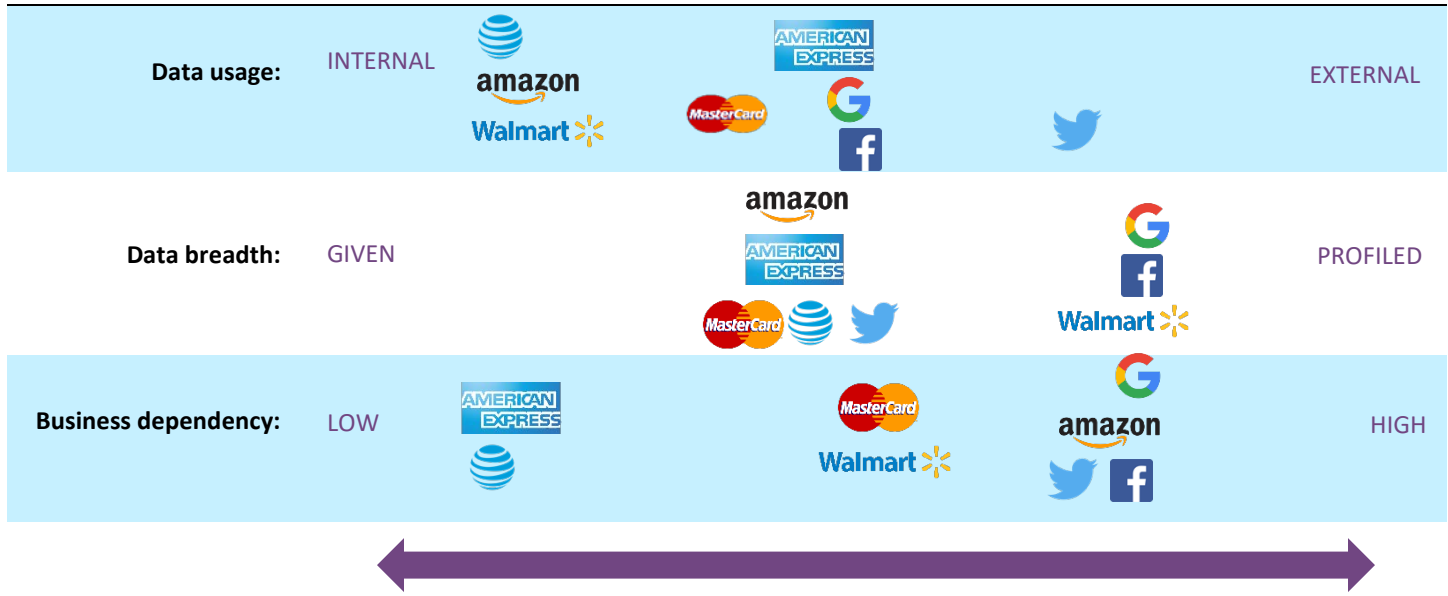 Data usage:
INTERNAL
amazon
Walmart
AMERICAN
EXPRESS
MasterCard
G
f
EXTERNAL
Data breadth:
GIVEN
amazon
AMERICAN
EXPRESS
MasterCard
G
f
Walmart
PROFILED
Business dependency:
LOW
AMERICAN
EXPRESS
MasterCard
Walmart
G
amazon
f
HIGH